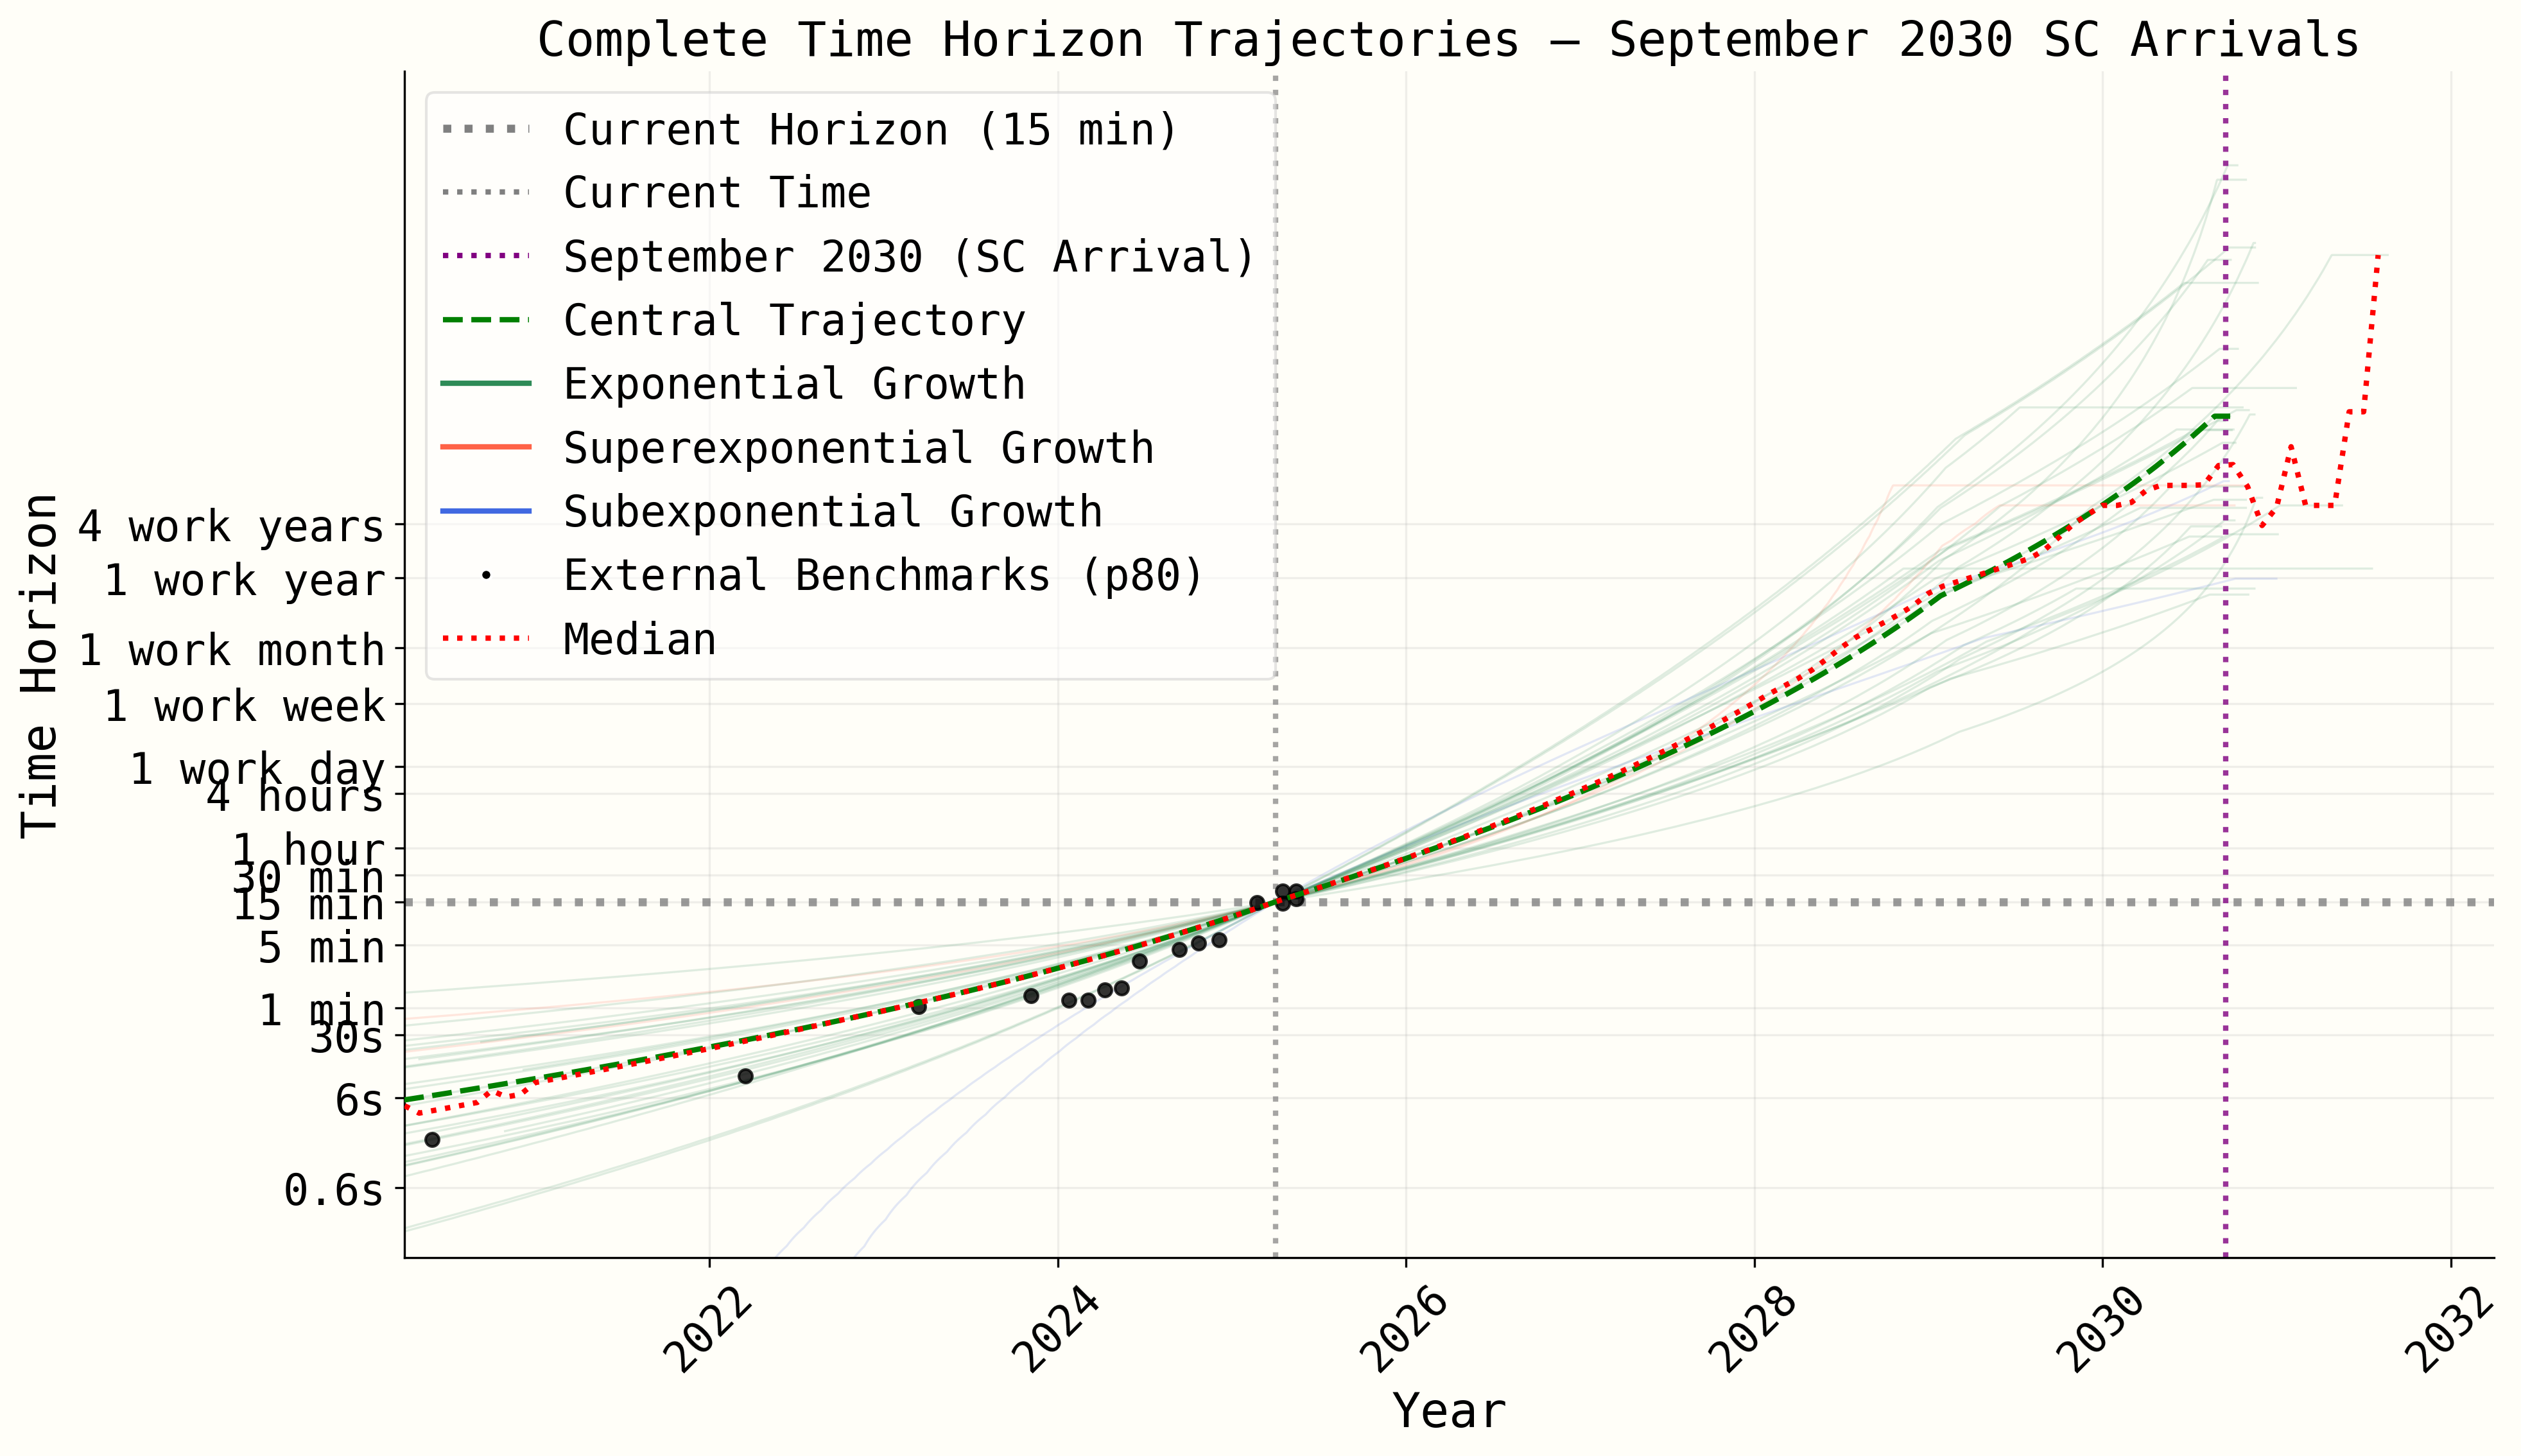 Complete Time Horizon Trajectories — September 2030 SC Arrivals
Current Horizon (15 min)
Current Time
September 2030 (SC Arrival)
Central Trajectory
Exponential Growth
Superexponential Growth
Subexponential Growth
External Benchmarks (p80)
Median
Time Horizon
4 work years
1 work year
1 work month
1 work week
1 work day
4 hours
1 hour
30 min
15 min
5 min
1 min
30s
6s
0.6s
2022
2024
2026
2028
2030
2032
Year